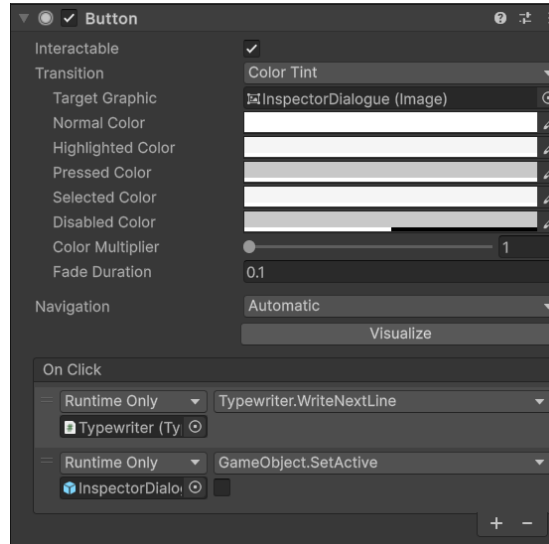 Button
Interactable
Transition Color Tint
Target Graphic InspectorDialogue (Image)
Normal Color
Highlighted Color
Pressed Color
Selected Color
Disabled Color
Color Multiplier 1
Fade Duration 0.1
Navigation Automatic
Visualize
On Click
Runtime Only Typewriter.WriteNextLine
Typewriter (Ty
Runtime Only GameObject.SetActive
InspectorDialo